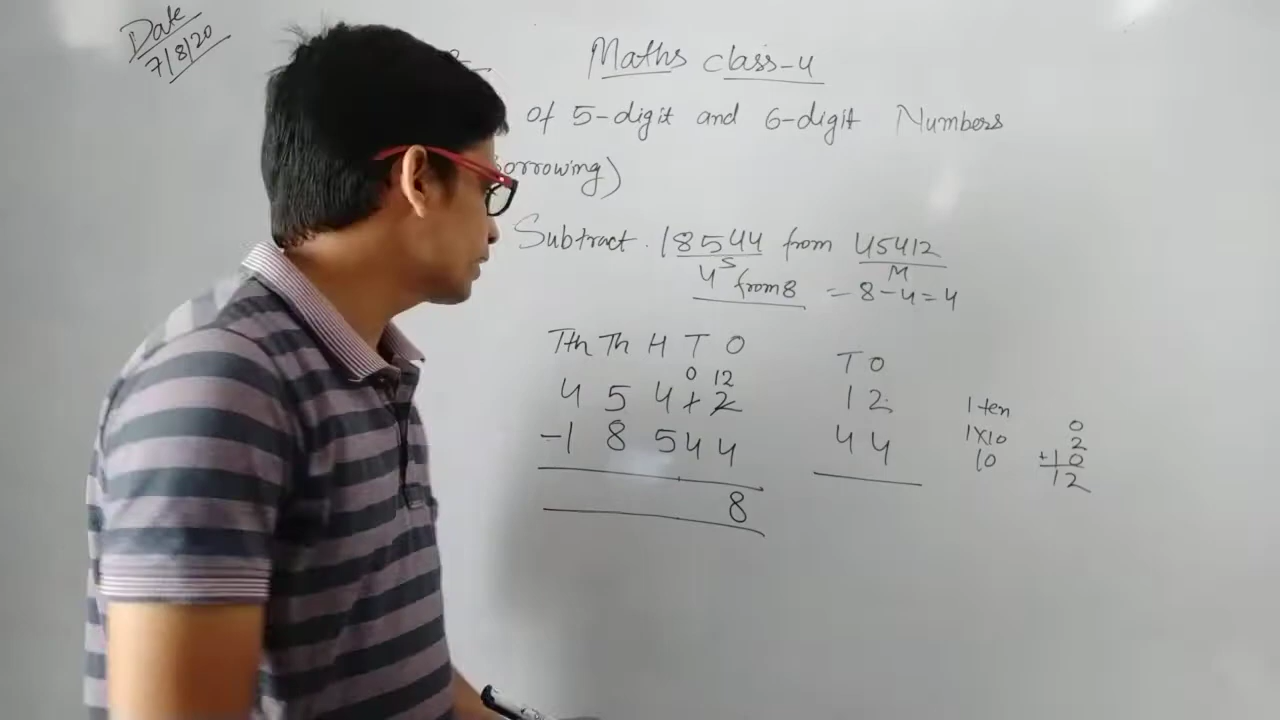 Date
7/8/20
Maths class-4
of 5-digit and 6-digit Numbers
orrowing)
Subtract. 18544 from 45412
S M
4 from 8 = 8-4=4
Tth Th H T O
0 12
4 5 4 1 2
-1 8 5 4 4
8
T O
1 2
4 4
1 ten
1x10
10
0
2
+10
12